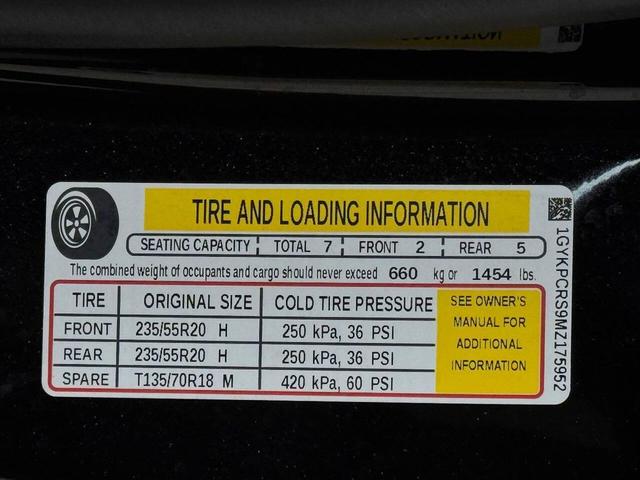 TIRE AND LOADING INFORMATION
SEATING CAPACITY TOTAL 7 FRONT 2 REAR 5
The combined weight of occupants and cargo should never exceed 660 kg or 1454 lbs.
TIRE ORIGINAL SIZE COLD TIRE PRESSURE
FRONT 235/55R20 H 250 kPa, 36 PSI
REAR 235/55R20 H 250 kPa, 36 PSI
SPARE T135/70R18 M 420 kPa, 60 PSI
SEE OWNER'S
MANUAL FOR
ADDITIONAL
INFORMATION
1GYKPCRS9MZ175952